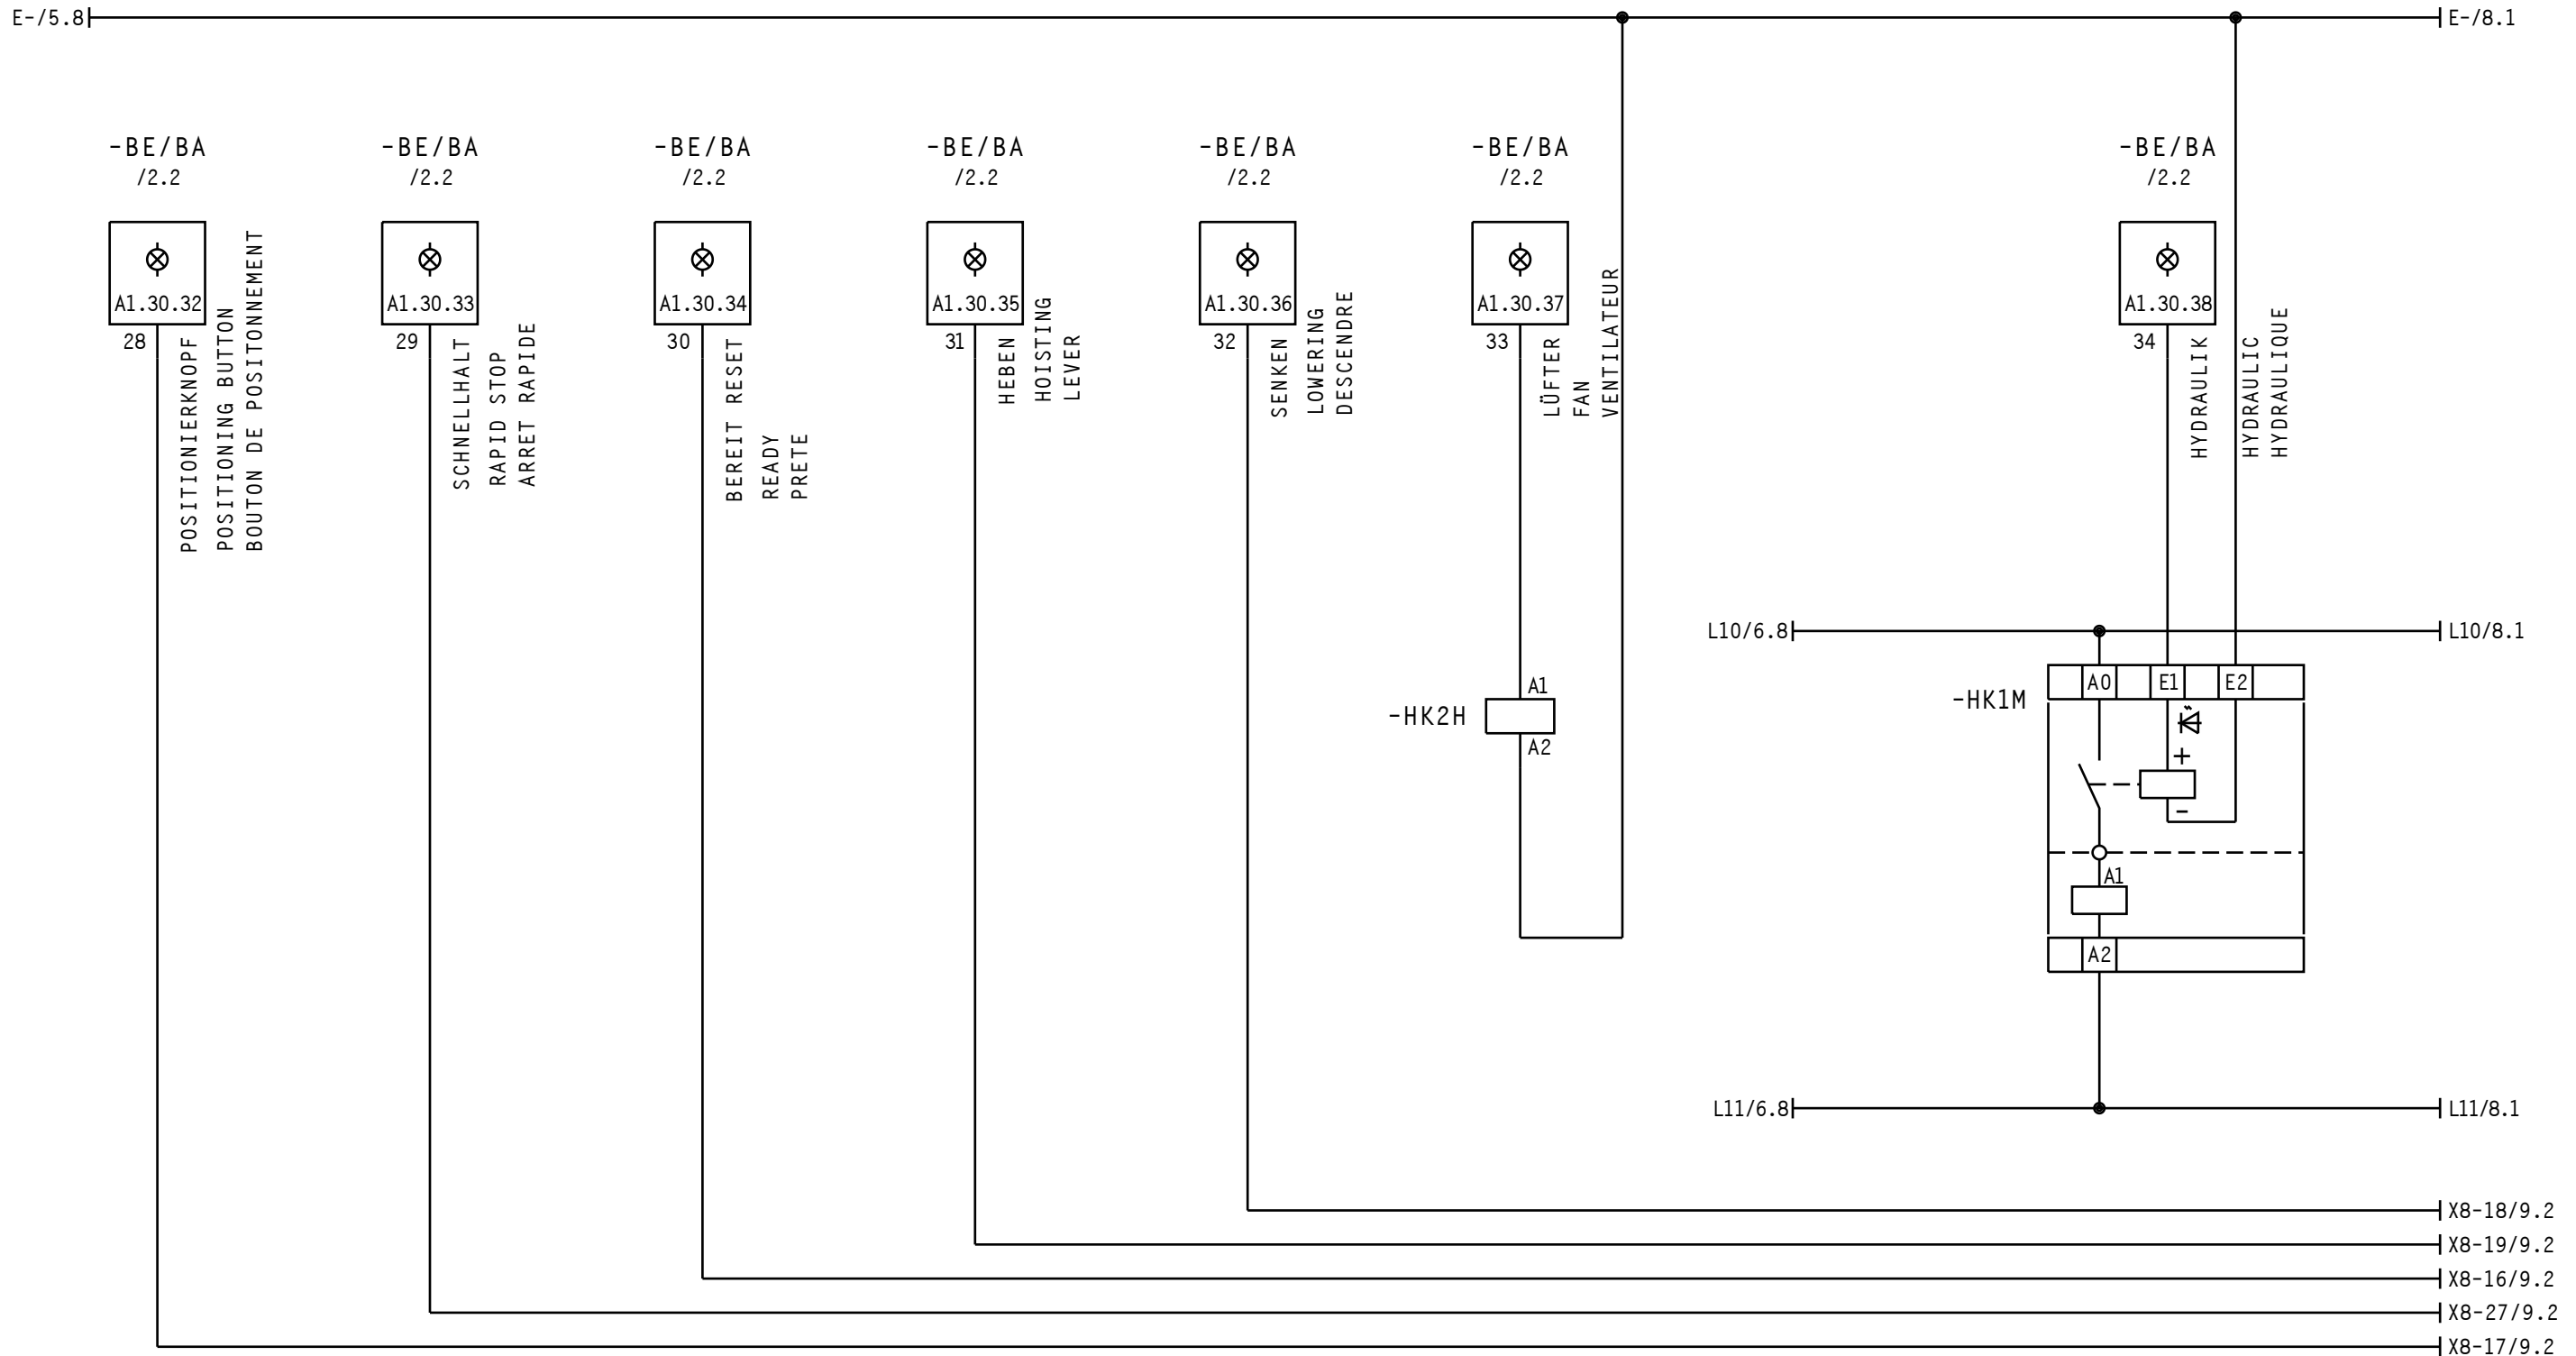 E-/5.8
E-/8.1
-BE/BA
/2.2
A1.30.32
28
POSITIONIERKNOPF
POSITIONING BUTTON
BOUTON DE POSITONNEMENT
-BE/BA
/2.2
A1.30.33
29
SCHNELLHALT
RAPID STOP
ARRET RAPIDE
-BE/BA
/2.2
A1.30.34
30
BEREIT RESET
READY
PRETE
-BE/BA
/2.2
A1.30.35
31
HEBEN
HOISTING
LEVER
-BE/BA
/2.2
A1.30.36
32
SENKEN
LOWERING
DESCENDRE
-BE/BA
/2.2
A1.30.37
33
LÜFTER
FAN
VENTILATEUR
-HK2H
A1
A2
-BE/BA
/2.2
A1.30.38
34
HYDRAULIK
HYDRAULIC
HYDRAULIQUE
L10/6.8
L10/8.1
-HK1M
A0
E1
E2
+
-
A1
A2
L11/6.8
L11/8.1
X8-18/9.2
X8-19/9.2
X8-16/9.2
X8-27/9.2
X8-17/9.2